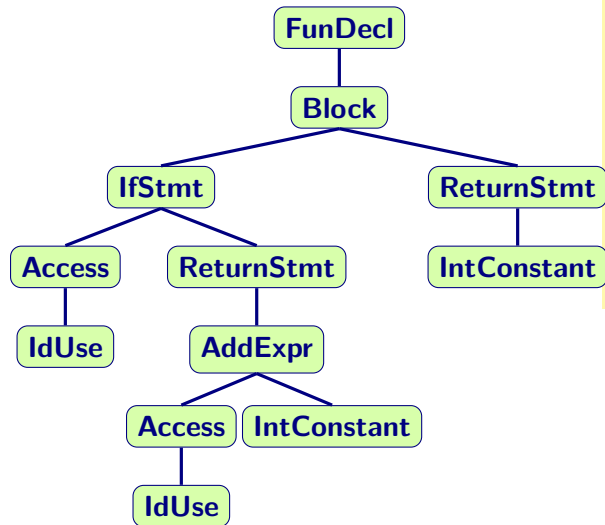 FunDecl
Block
IfStmt ReturnStmt
Access ReturnStmt IntConstant
IdUse AddExpr
Access IntConstant
IdUse